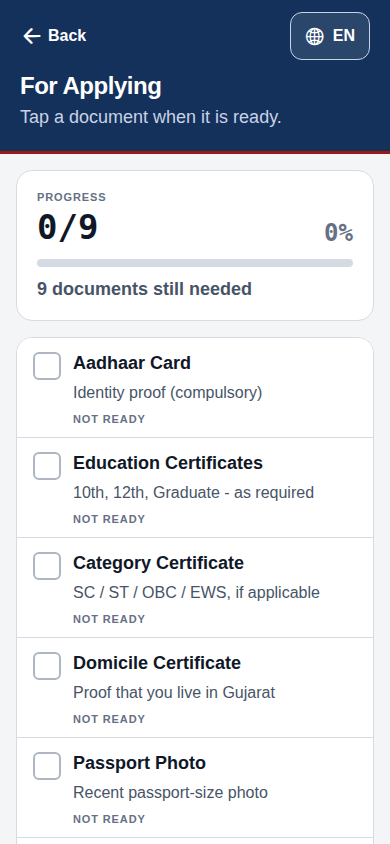 Back
EN
For Applying
Tap a document when it is ready.
PROGRESS
0/9
0%
9 documents still needed
Aadhaar Card
Identity proof (compulsory)
NOT READY
Education Certificates
10th, 12th, Graduate - as required
NOT READY
Category Certificate
SC / ST / OBC / EWS, if applicable
NOT READY
Domicile Certificate
Proof that you live in Gujarat
NOT READY
Passport Photo
Recent passport-size photo
NOT READY